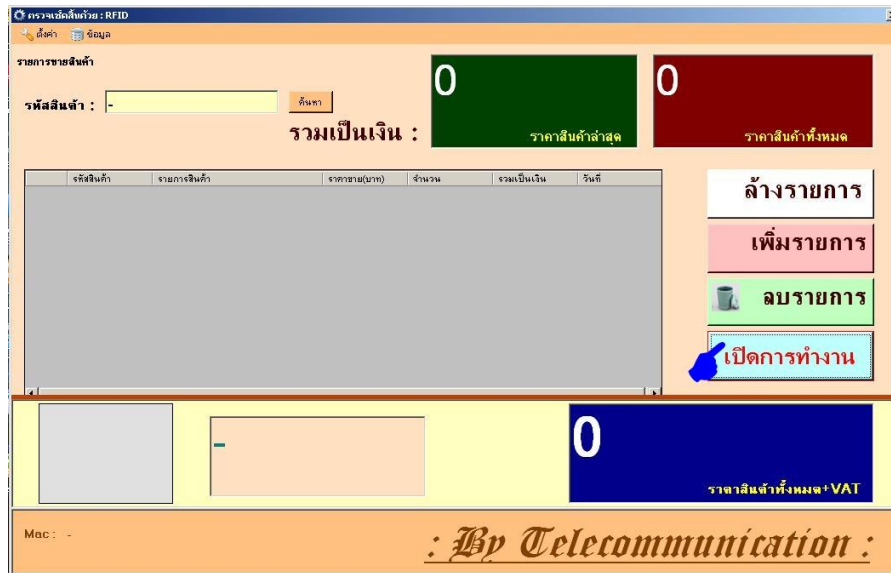 ตรวจเช้คสิ้นค้วย : RFID
ตั้งค่า ข้อมูล
รายการขายสินค้า
รหัสสินค้า : -
ค้นหา
รวมเป็นเงิน :
0
ราคาสินค้าล่าสุด
0
ราคาสินค้าทั้งหมด
รหัสสินค้า รายการสินค้า ราคาขาย(บาท) จำนวน รวมเป็นเงิน วันที่
ล้างรายการ
เพิ่มรายการ
ลบรายการ
เปิดการทำงาน
-
0
ราคาสินค้าทั้งหมด+VAT
Mac : -
: By Telecommunication :